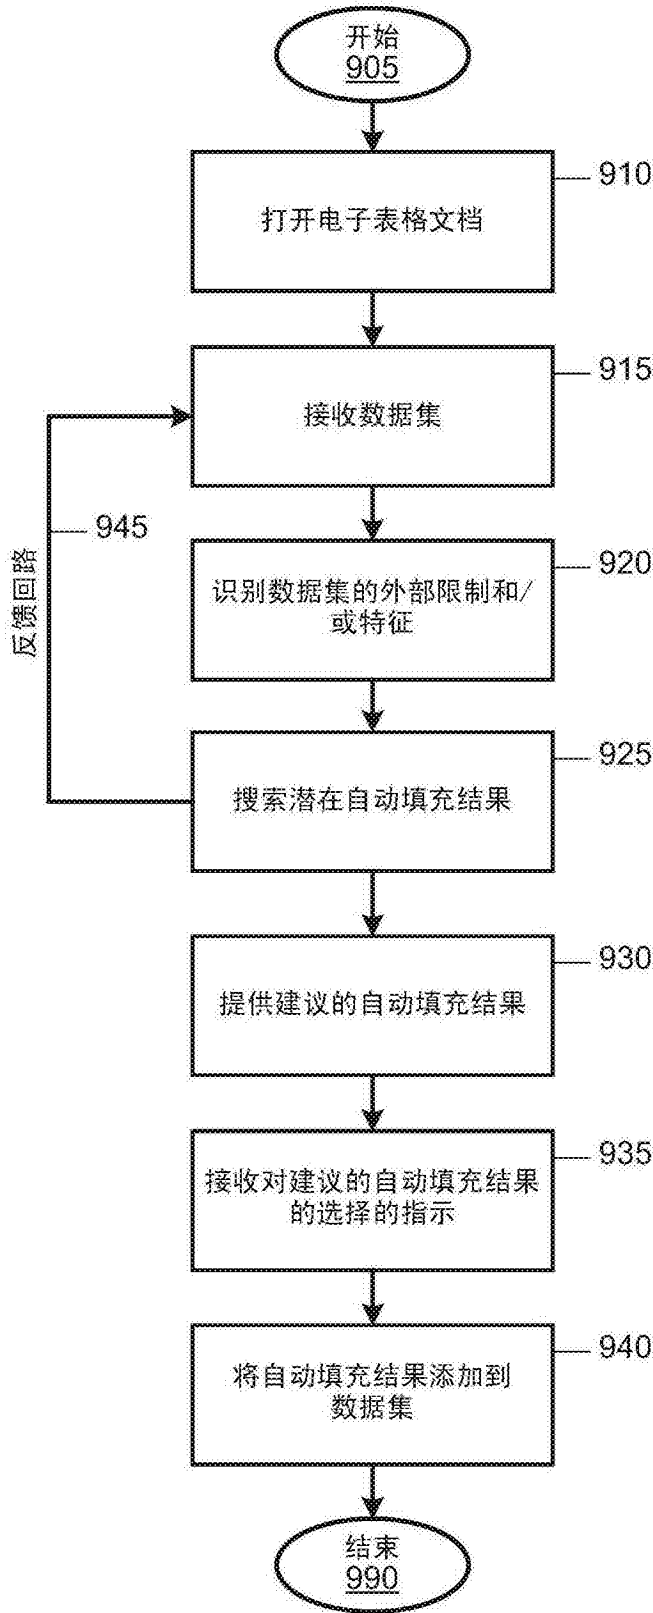 开始
905
910
打开电子表格文档
915
接收数据集
945
反馈回路
920
识别数据集的外部限制和/
或特征
925
搜索潜在自动填充结果
930
提供建议的自动填充结果
935
接收对建议的自动填充结果
的选择的指示
940
将自动填充结果添加到
数据集
结束
990